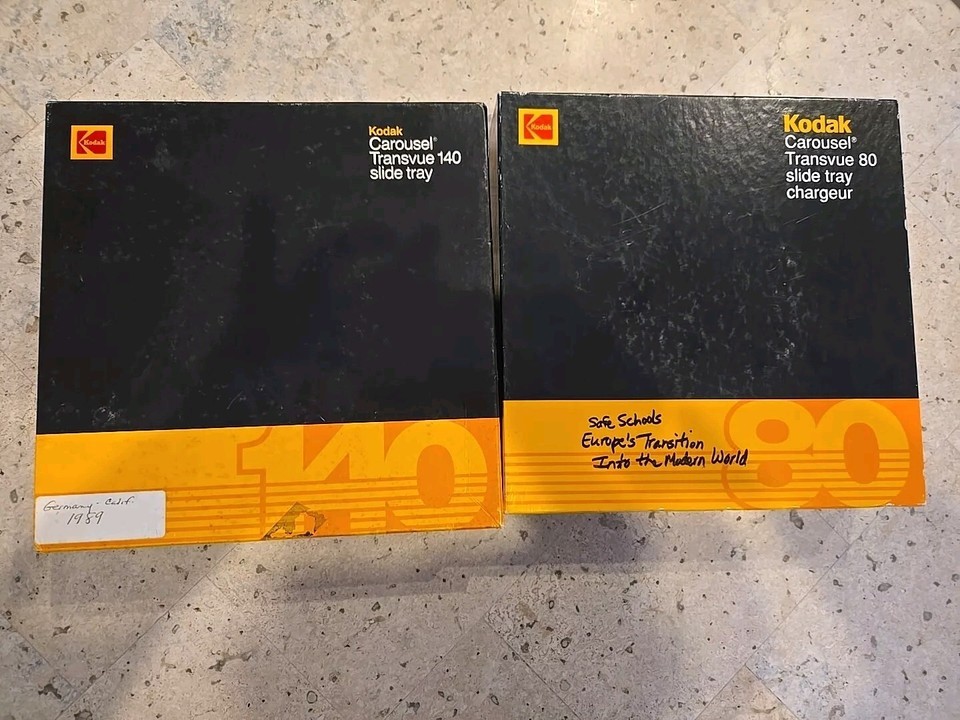 Kodak
Kodak
Carousel®
Transvue 140
slide tray
140
Germany - Calif.
1989
Kodak
Kodak
Carousel®
Transvue 80
slide tray
chargeur
80
Safe Schools
Europe's Transition
Into the Modern World